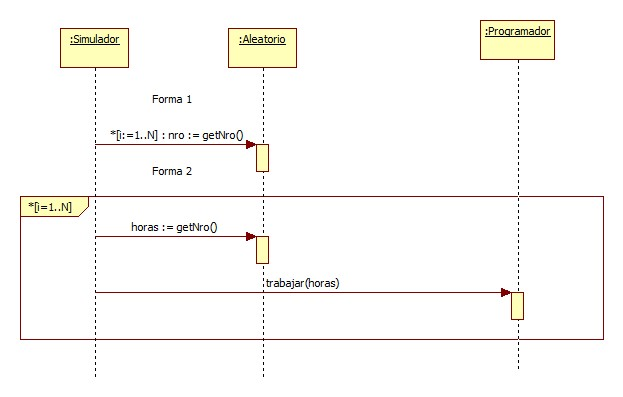 :Simulador
:Aleatorio
:Programador
Forma 1
*[i:=1..N] : nro := getNro()
Forma 2
*[i=1..N]
horas := getNro()
trabajar(horas)